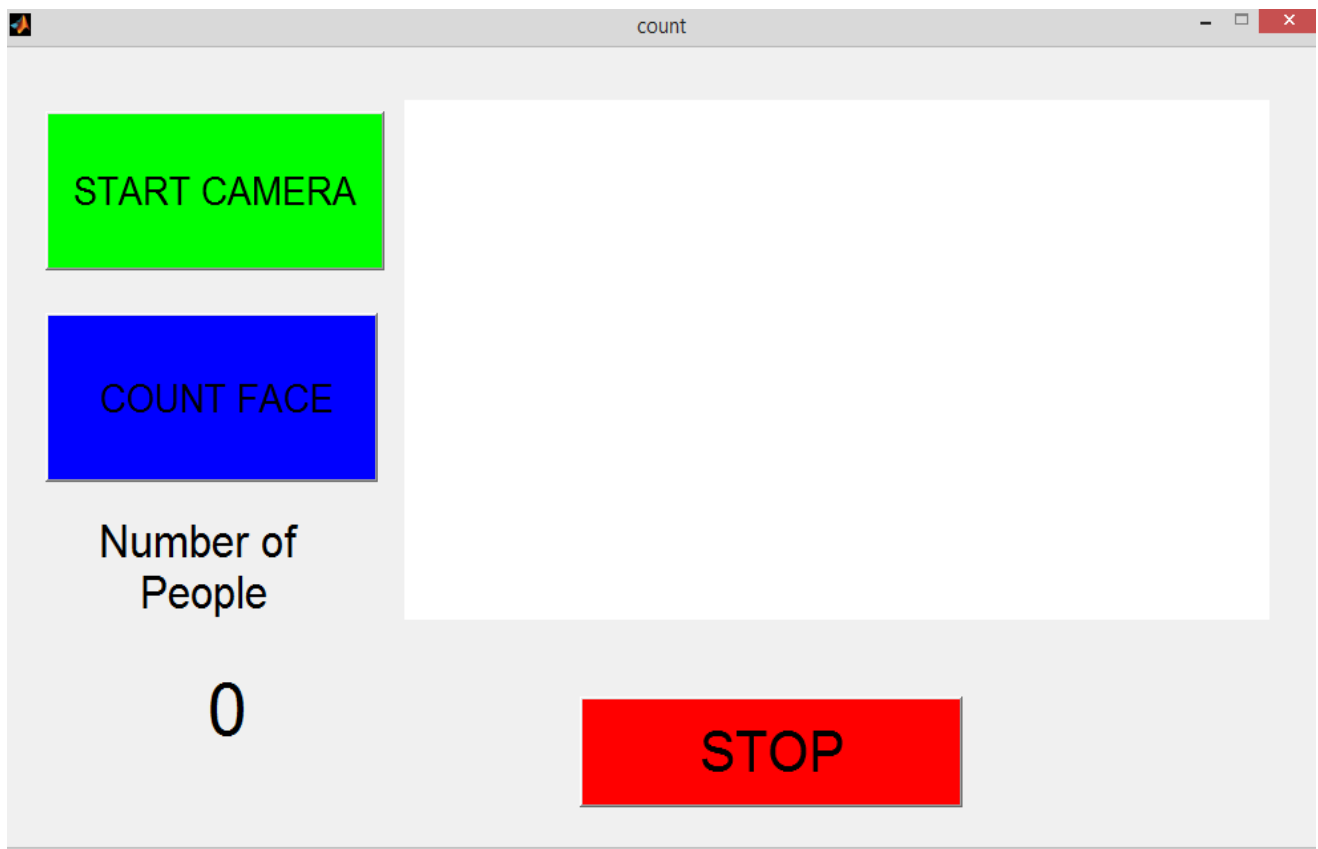 count
START CAMERA
COUNT FACE
Number of
People
0
STOP